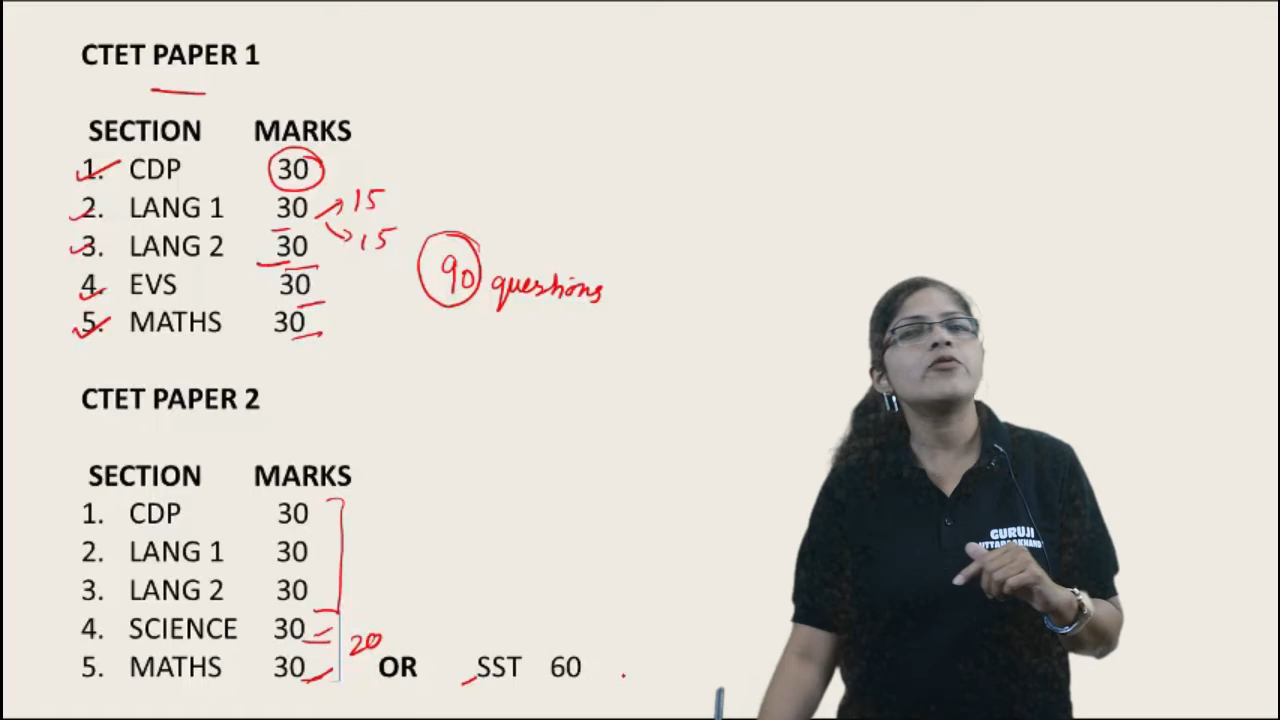 CTET PAPER 1
SECTION MARKS
1. CDP 30
2. LANG 1 30 15
3. LANG 2 30 15
4. EVS 30 90 questions
5. MATHS 30
CTET PAPER 2
SECTION MARKS
1. CDP 30
2. LANG 1 30
3. LANG 2 30
4. SCIENCE 30 20
5. MATHS 30 OR SST 60
GURUJI
UTTARAKHAND